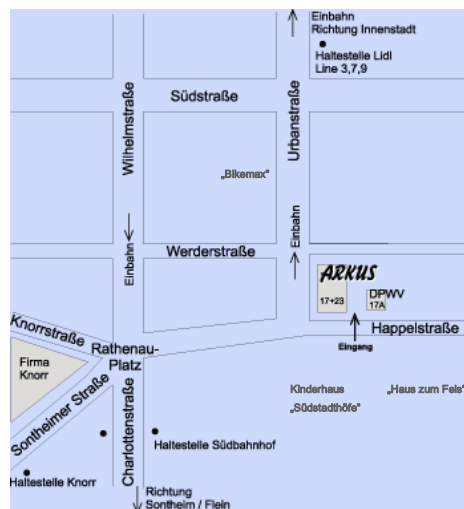 Einbahn
Richtung Innenstadt
Haltestelle Lidl
Line 3,7,9
Südstraße
Wilhelmstraße
Urbanstraße
„Bikemax“
Einbahn
Einbahn
Werderstraße
ARKUS
17+23
DPWV
17A
Happelstraße
Eingang
Knorrstraße
Rathenau-
Platz
Firma
Knorr
Sontheimer Straße
Charlottenstraße
Kinderhaus
„Südstadthöfe“
„Haus zum Fels“
Haltestelle Südbahnhof
Haltestelle Knorr
Richtung
Sontheim / Flein